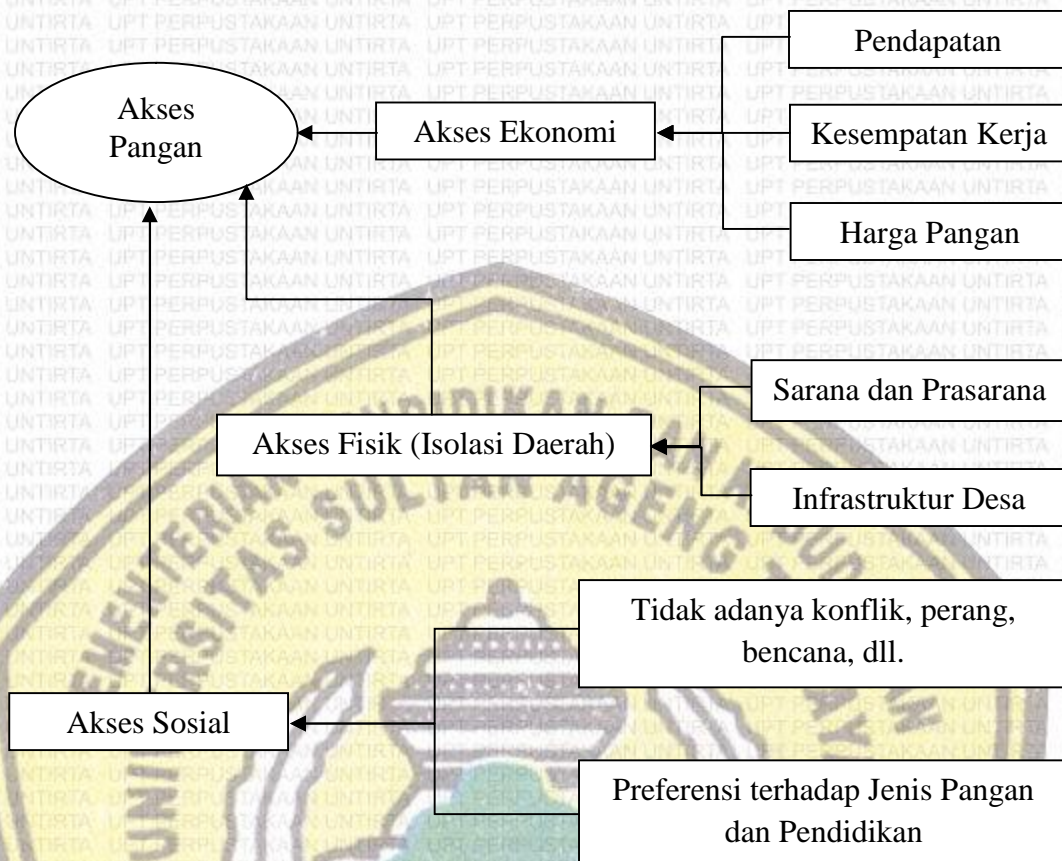 Pendapatan
Akses
Pangan
Akses Ekonomi
Kesempatan Kerja
Harga Pangan
Sarana dan Prasarana
Akses Fisik (Isolasi Daerah)
Infrastruktur Desa
Tidak adanya konflik, perang,
bencana, dll.
Akses Sosial
Preferensi terhadap Jenis Pangan
dan Pendidikan